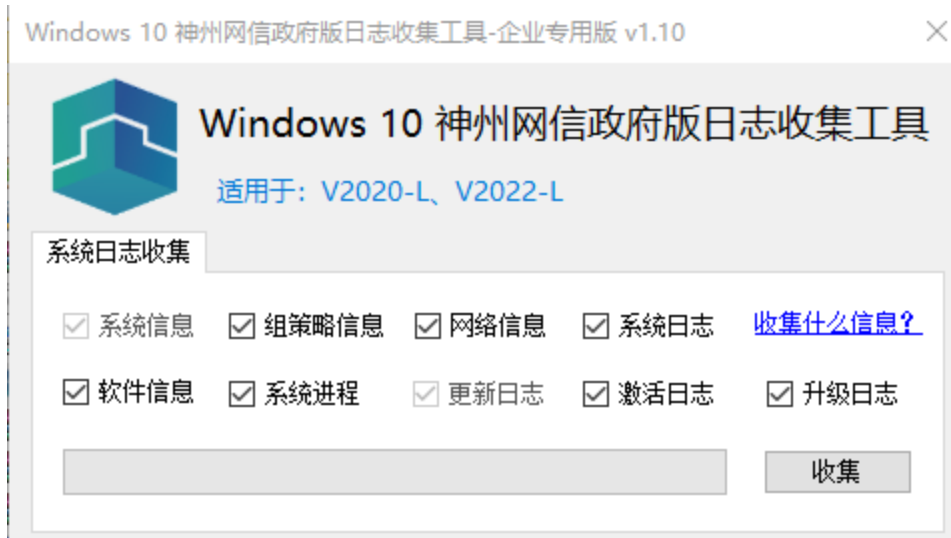 Windows 10 神州网信政府版日志收集工具-企业专用版 v1.10
Windows 10 神州网信政府版日志收集工具
适用于：V2020-L、V2022-L
系统日志收集
系统信息 组策略信息 网络信息 系统日志 收集什么信息？
软件信息 系统进程 更新日志 激活日志 升级日志
收集